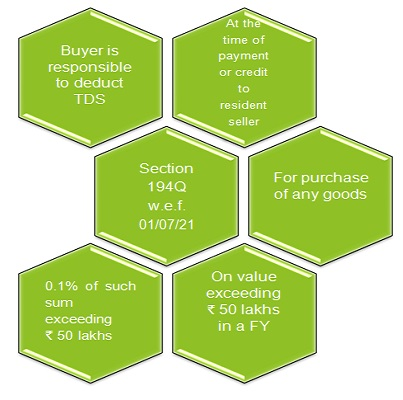 Buyer is
responsible
to deduct
TDS
At the
time of
payment
or credit
to
resident
seller
Section
194Q
w.e.f.
01/07/21
For purchase
of any goods
0.1% of such
sum
exceeding
₹ 50 lakhs
On value
exceeding
₹ 50 lakhs
in a FY